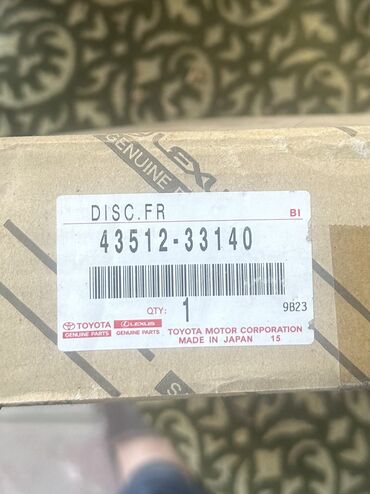 LEXUS
GENUINE P
DISC.FR
BI
43512-33140
QTY: 1
9B23
TOYOTA LEXUS TOYOTA MOTOR CORPORATION
GENUINE PARTS GENUINE PARTS MADE IN JAPAN 15